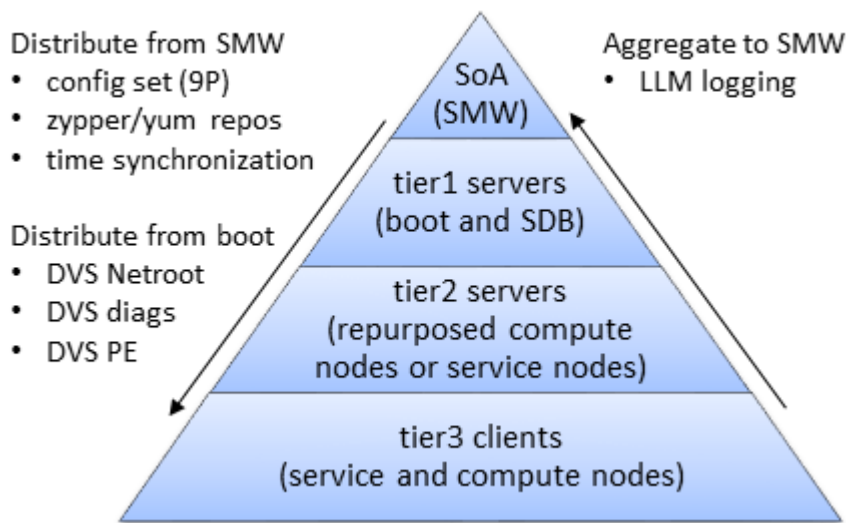 Distribute from SMW
• config set (9P)
• zypper/yum repos
• time synchronization
Distribute from boot
• DVS Netroot
• DVS diags
• DVS PE
SoA
(SMW)
tier1 servers
(boot and SDB)
tier2 servers
(repurposed compute
nodes or service nodes)
tier3 clients
(service and compute nodes)
Aggregate to SMW
• LLM logging